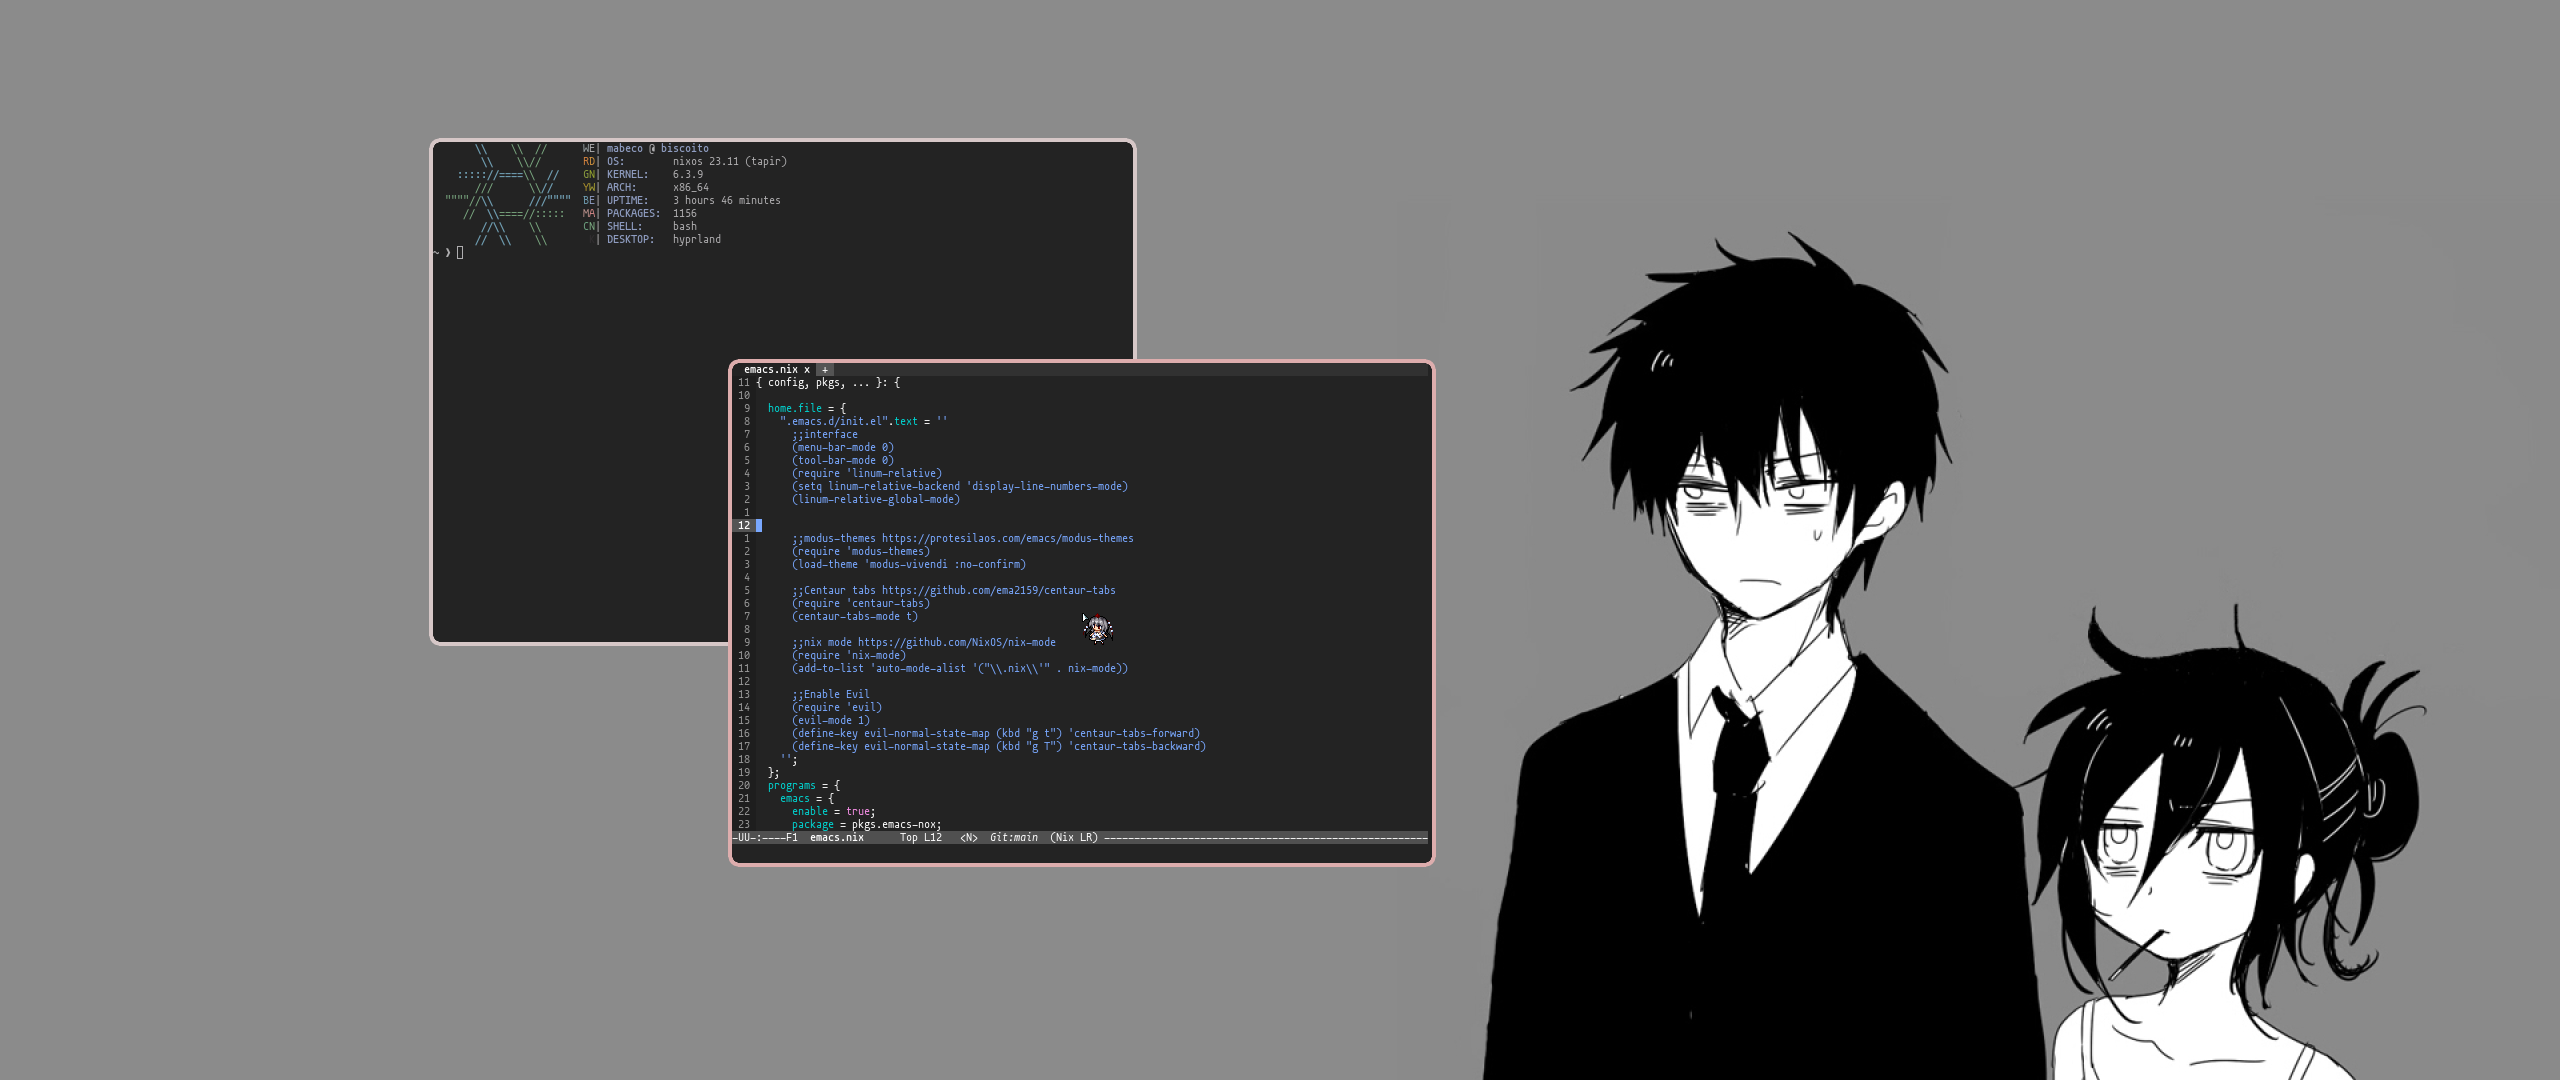 \\    \\  //      WE| mabeco @ biscoito
\\    \\//       RD| OS:        nixos 23.11 (tapir)
:::::://====\\  //    GN| KERNEL:    6.3.9
///      \\//     YW| ARCH:      x86_64
""""//\\      ///""""  BE| UPTIME:    3 hours 46 minutes
//  \\====//:::::   MA| PACKAGES:  1156
//\\    \\       CN| SHELL:     bash
//  \\    \\        | DESKTOP:   hyprland
~ ❯
emacs.nix x  +
11 { config, pkgs, ... }: {
10
9   home.file = {
8     ".emacs.d/init.el".text = ''
7       ;;interface
6       (menu-bar-mode 0)
5       (tool-bar-mode 0)
4       (require 'linum-relative)
3       (setq linum-relative-backend 'display-line-numbers-mode)
2       (linum-relative-global-mode)
1
12
1       ;;modus-themes https://protesilaos.com/emacs/modus-themes
2       (require 'modus-themes)
3       (load-theme 'modus-vivendi :no-confirm)
4
5       ;;Centaur tabs https://github.com/ema2159/centaur-tabs
6       (require 'centaur-tabs)
7       (centaur-tabs-mode t)
8
9       ;;nix mode https://github.com/NixOS/nix-mode
10       (require 'nix-mode)
11       (add-to-list 'auto-mode-alist '("\\.nix\\'" . nix-mode))
12
13       ;;Enable Evil
14       (require 'evil)
15       (evil-mode 1)
16       (define-key evil-normal-state-map (kbd "g t") 'centaur-tabs-forward)
17       (define-key evil-normal-state-map (kbd "g T") 'centaur-tabs-backward)
18     '';
19   };
20   programs = {
21     emacs = {
22       enable = true;
23       package = pkgs.emacs-nox;
-UU-:----F1  emacs.nix      Top L12   <N>  Git:main  (Nix LR) ------------------------------------------------------